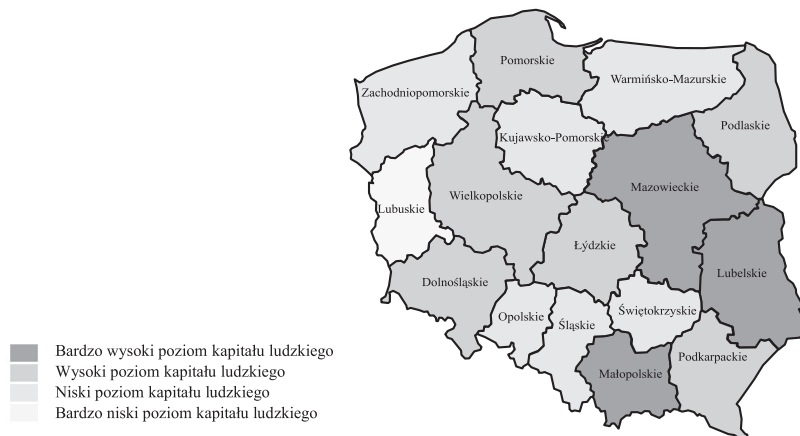 Pomorskie
Warmińsko-Mazurskie
Zachodniopomorskie
Podlaskie
Kujawsko-Pomorskie
Mazowieckie
Wielkopolskie
Lubuskie
Łýdzkie
Lubelskie
Dolnośląskie
Świętokrzyskie
Opolskie
Śląskie
Podkarpackie
Małopolskie
Bardzo wysoki poziom kapitału ludzkiego
Wysoki poziom kapitału ludzkiego
Niski poziom kapitału ludzkiego
Bardzo niski poziom kapitału ludzkiego